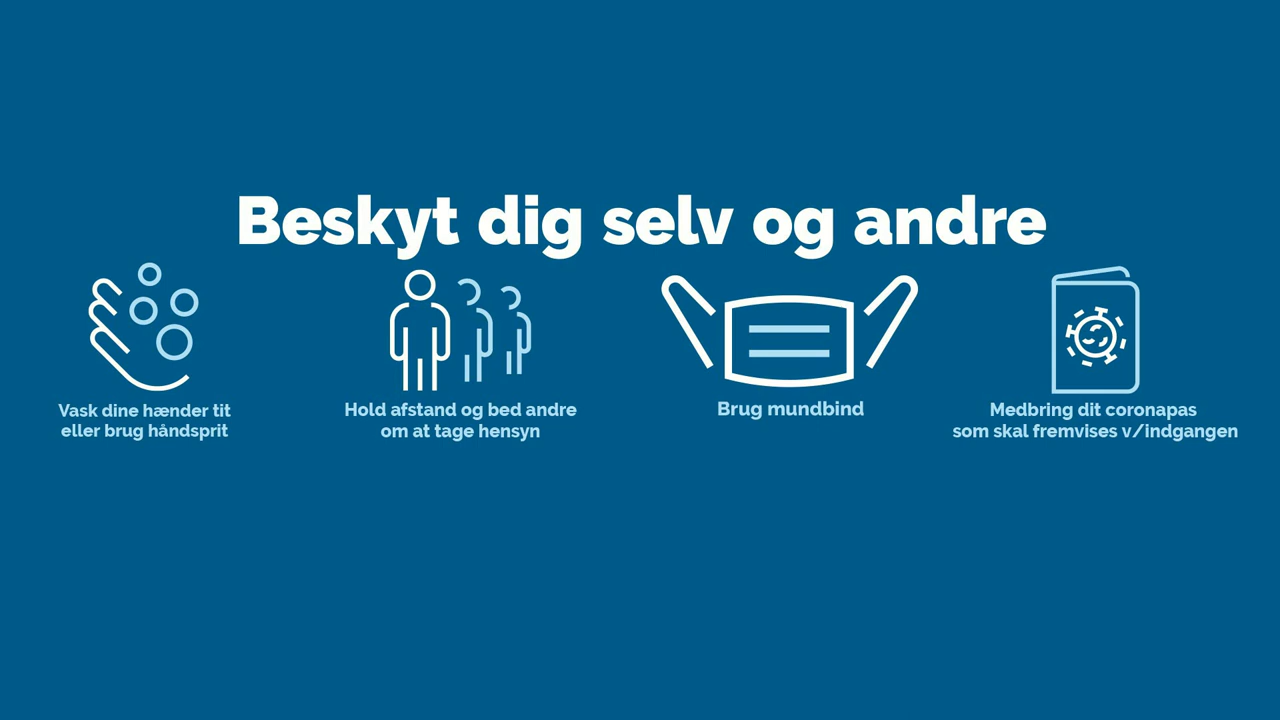 Beskyt dig selv og andre
Vask dine hænder tit
eller brug håndsprit
Hold afstand og bed andre
om at tage hensyn
Brug mundbind
Medbring dit coronapas
som skal fremvises v/indgangen